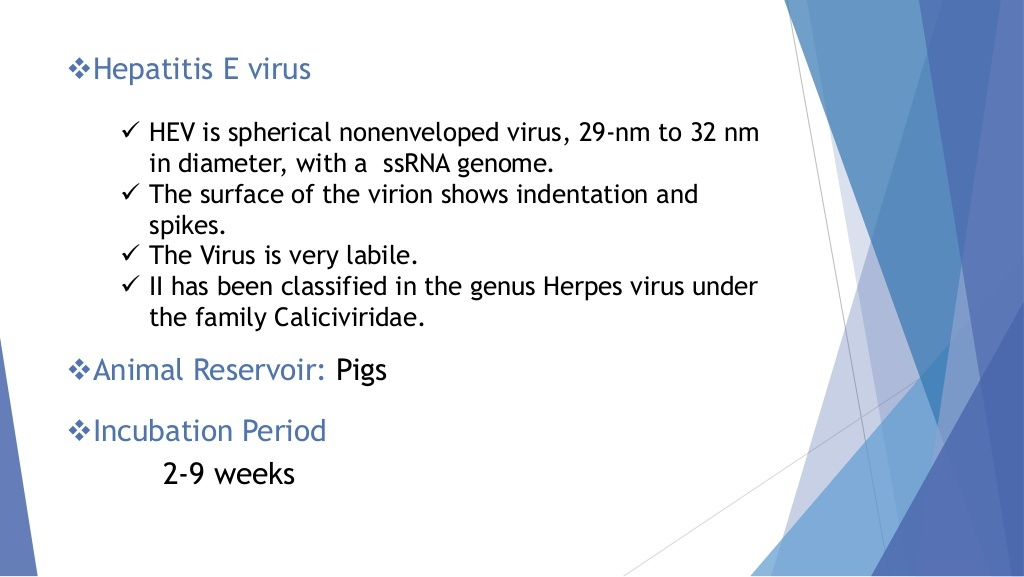 ❖Hepatitis E virus
✓ HEV is spherical nonenveloped virus, 29-nm to 32 nm
in diameter, with a ssRNA genome.
✓ The surface of the virion shows indentation and
spikes.
✓ The Virus is very labile.
✓ II has been classified in the genus Herpes virus under
the family Caliciviridae.
❖Animal Reservoir: Pigs
❖Incubation Period
2-9 weeks